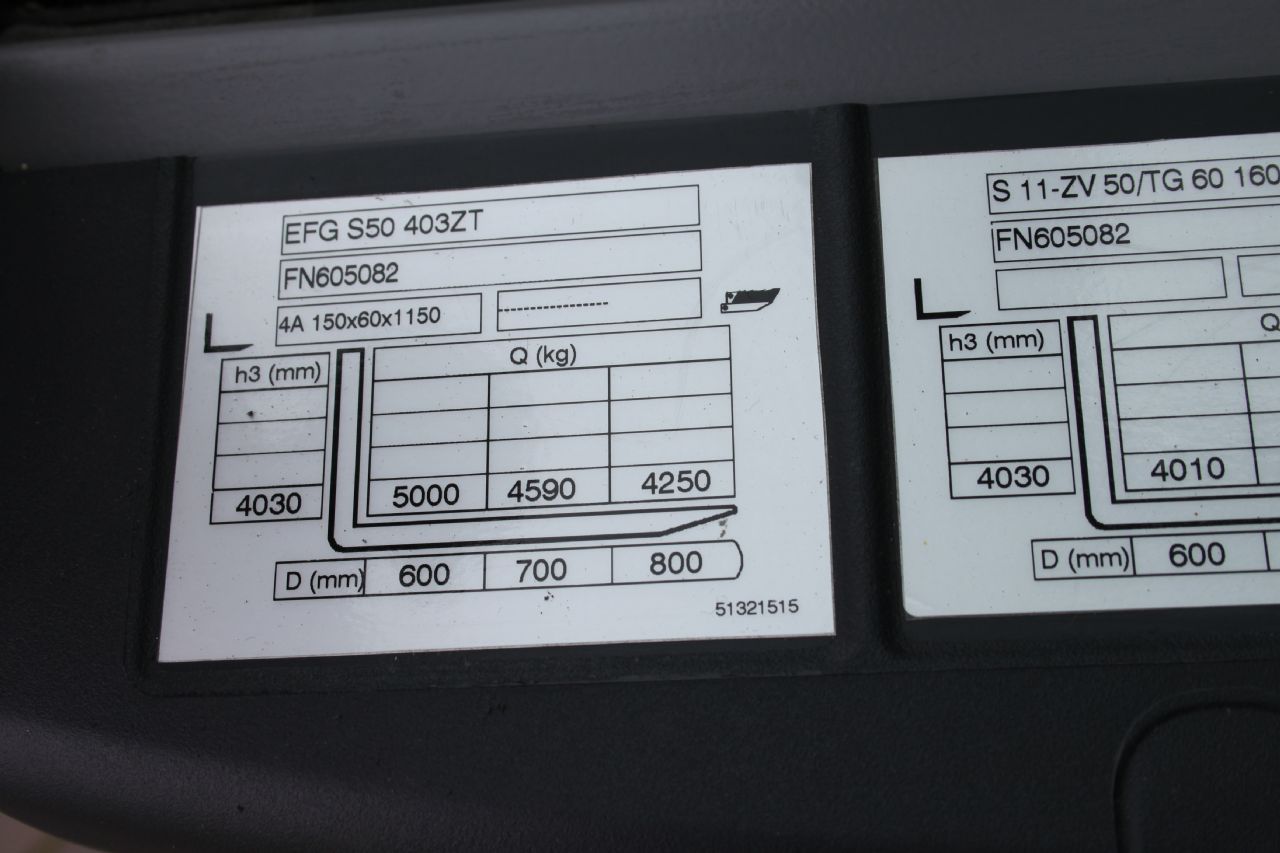 EFG S50 403ZT
FN605082
4A 150x60x1150
h3 (mm)
Q (kg)
4030
5000 4590 4250
D (mm) 600 700 800
51321515
S 11-ZV 50/TG 60 160
FN605082
h3 (mm)
Q
4030
4010
D (mm) 600